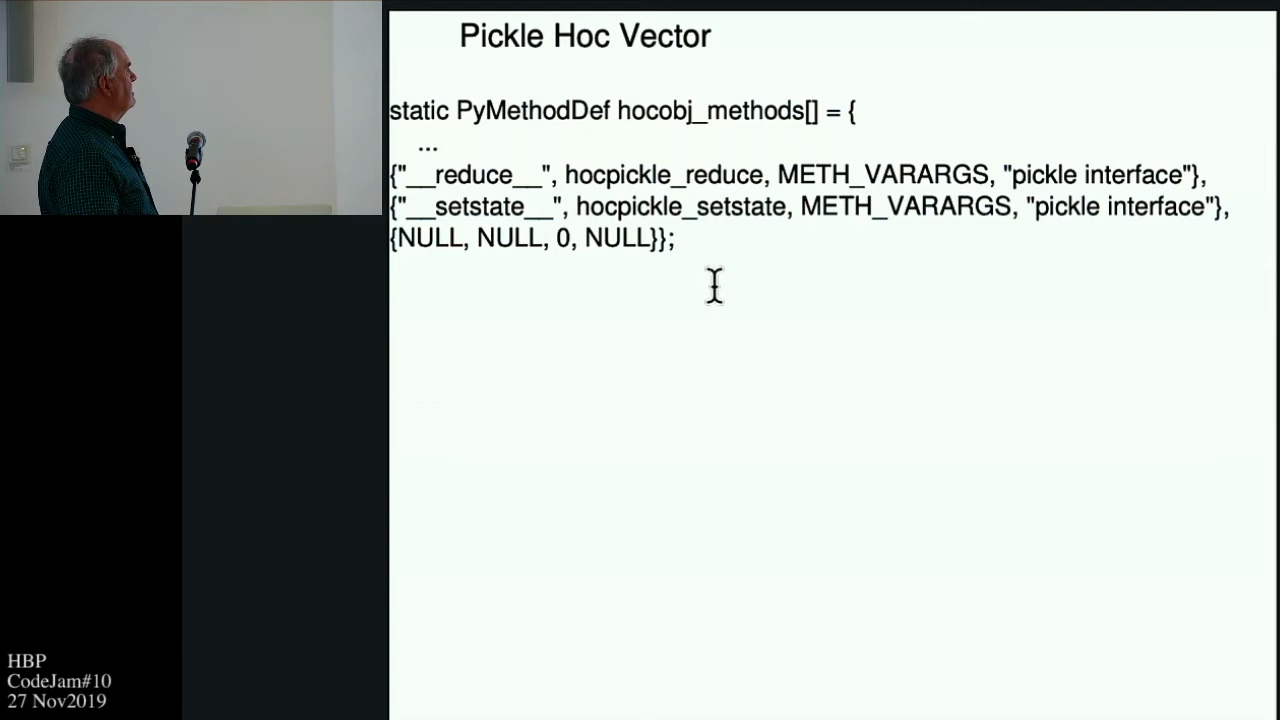 Pickle Hoc Vector
static PyMethodDef hocobj_methods[] = {
...
{"__reduce__", hocpickle_reduce, METH_VARARGS, "pickle interface"},
{"__setstate__", hocpickle_setstate, METH_VARARGS, "pickle interface"},
{NULL, NULL, 0, NULL}};
HBP
CodeJam#10
27 Nov2019